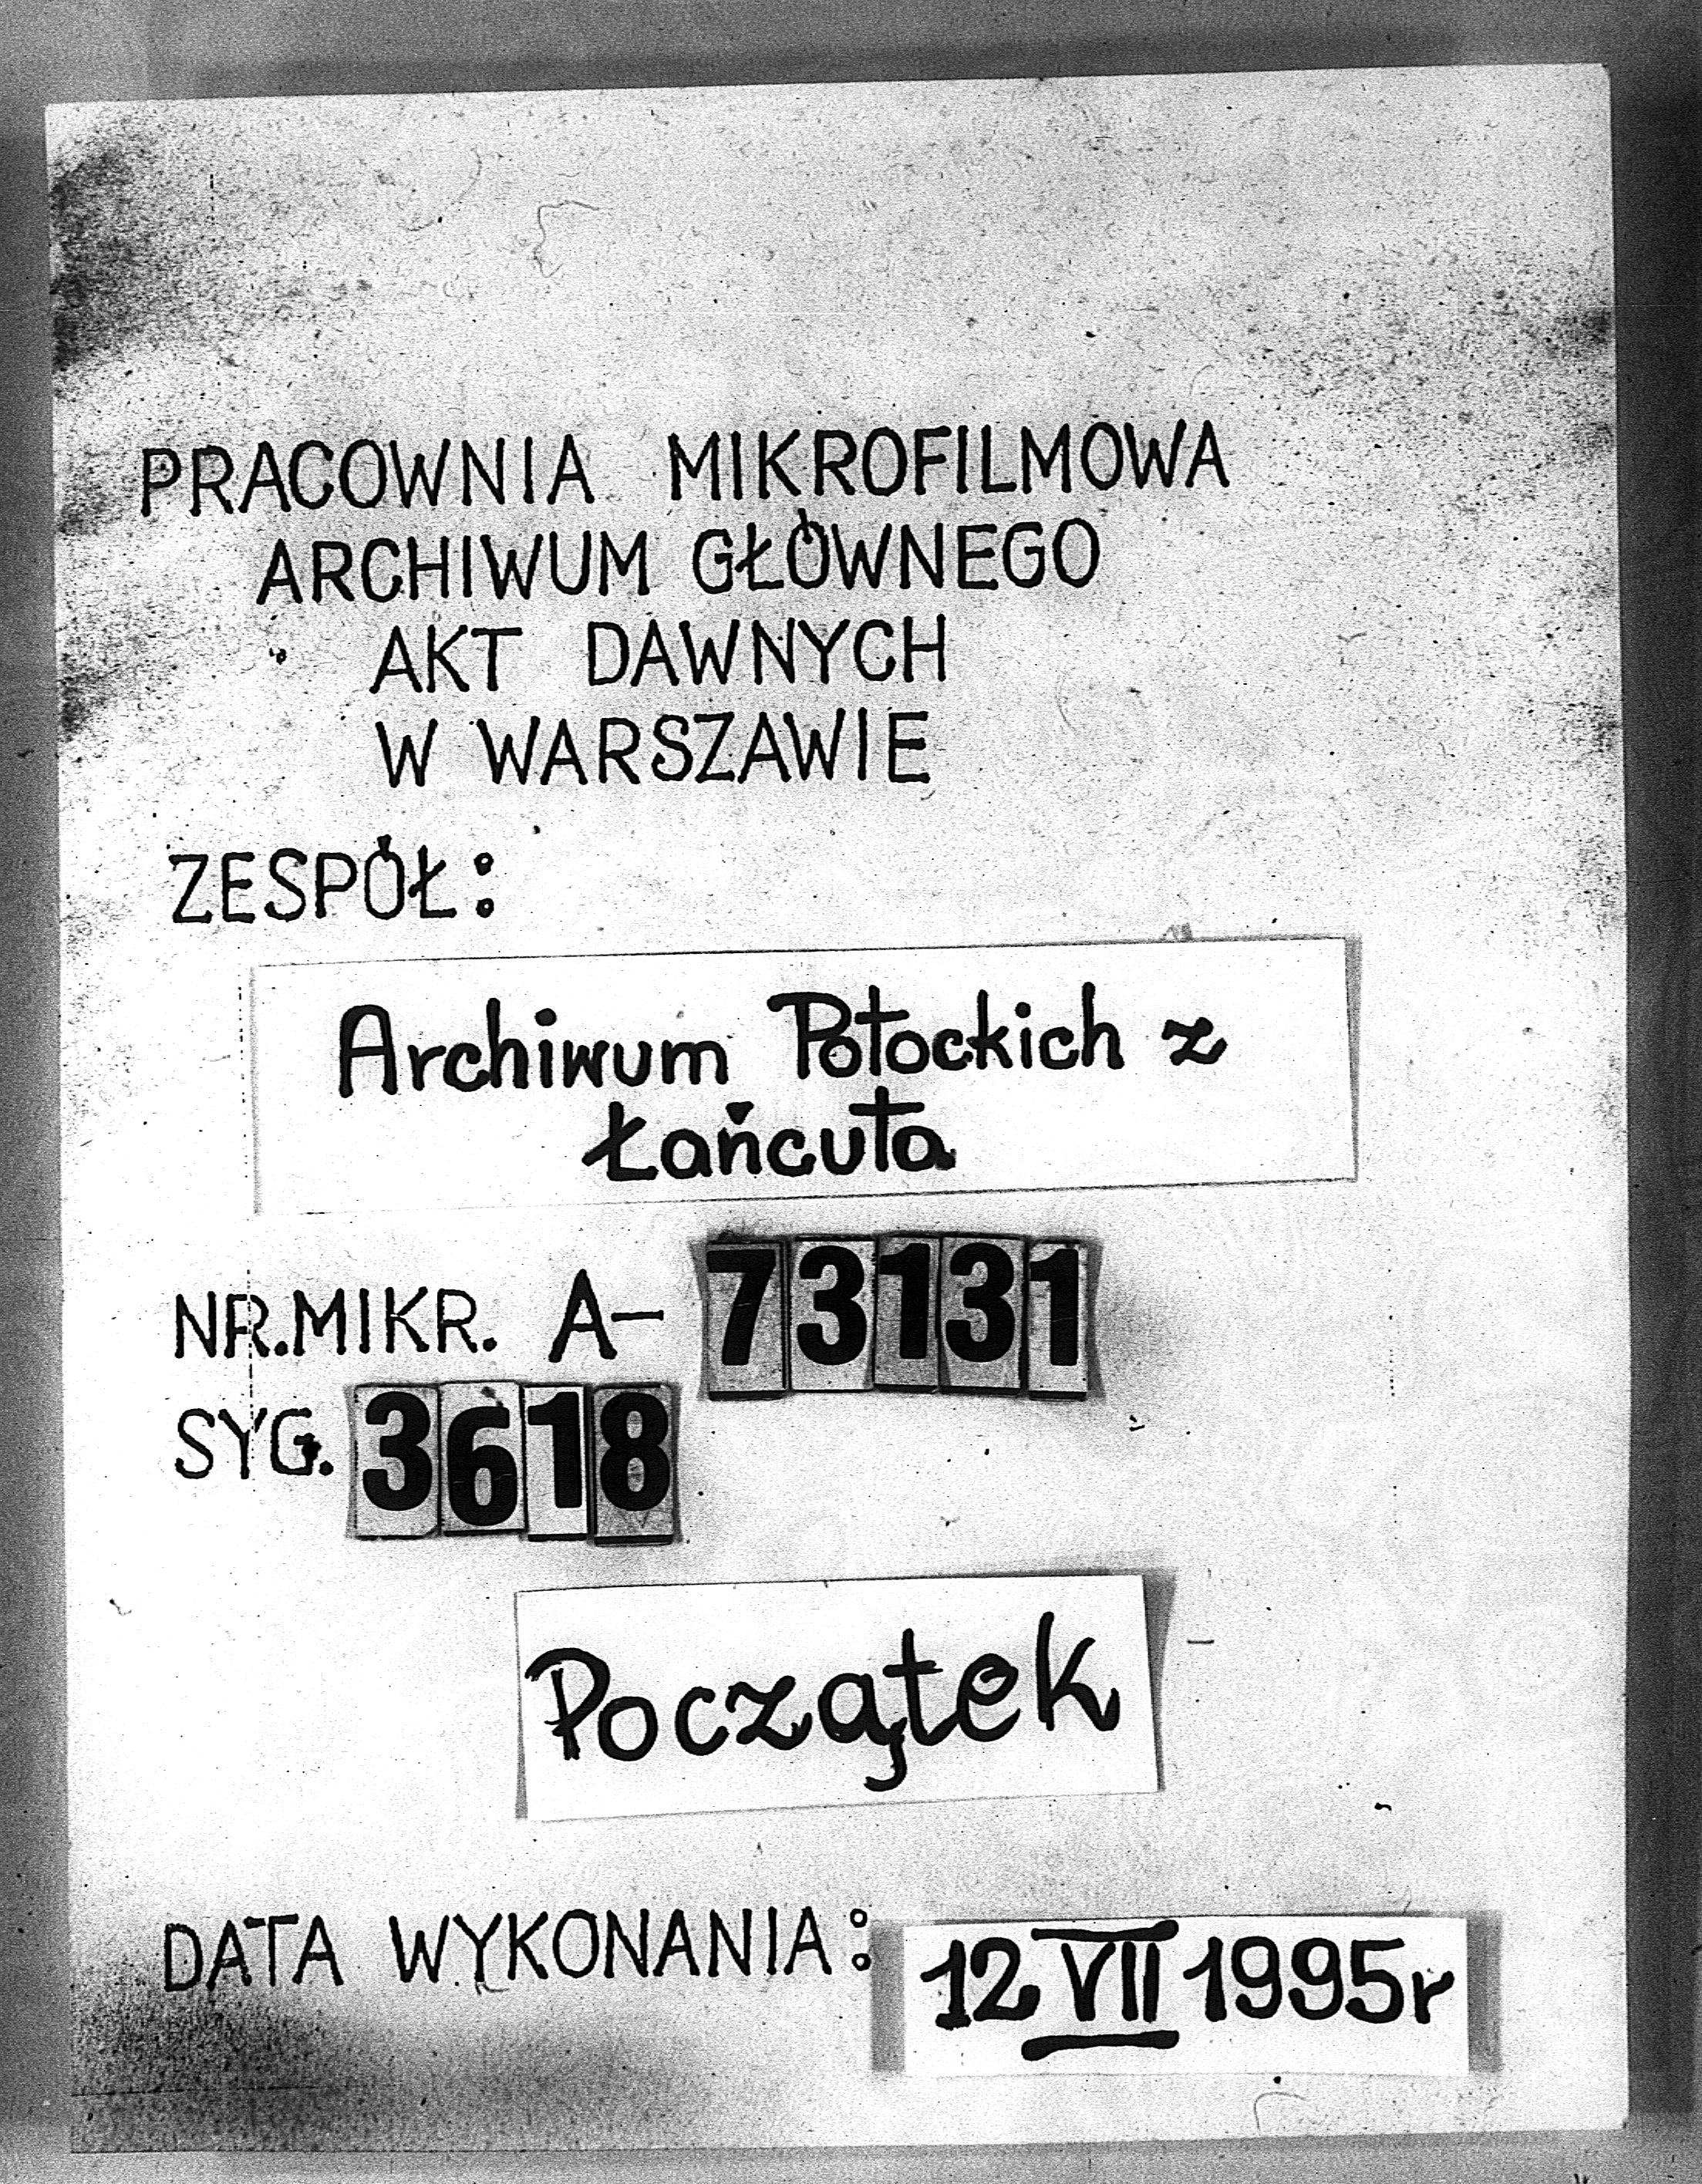 PRACOWNIA MIKROFILMOWA
ARCHIWUM GŁÓWNEGO
AKT DAWNYCH
W WARSZAWIE
ZESPÓŁ:
Archiwum Potockich z
Łańcuta
NR.MIKR. A- 73131
SYG. 3618
Początek
DATA WYKONANIA: 12 VII 1995r